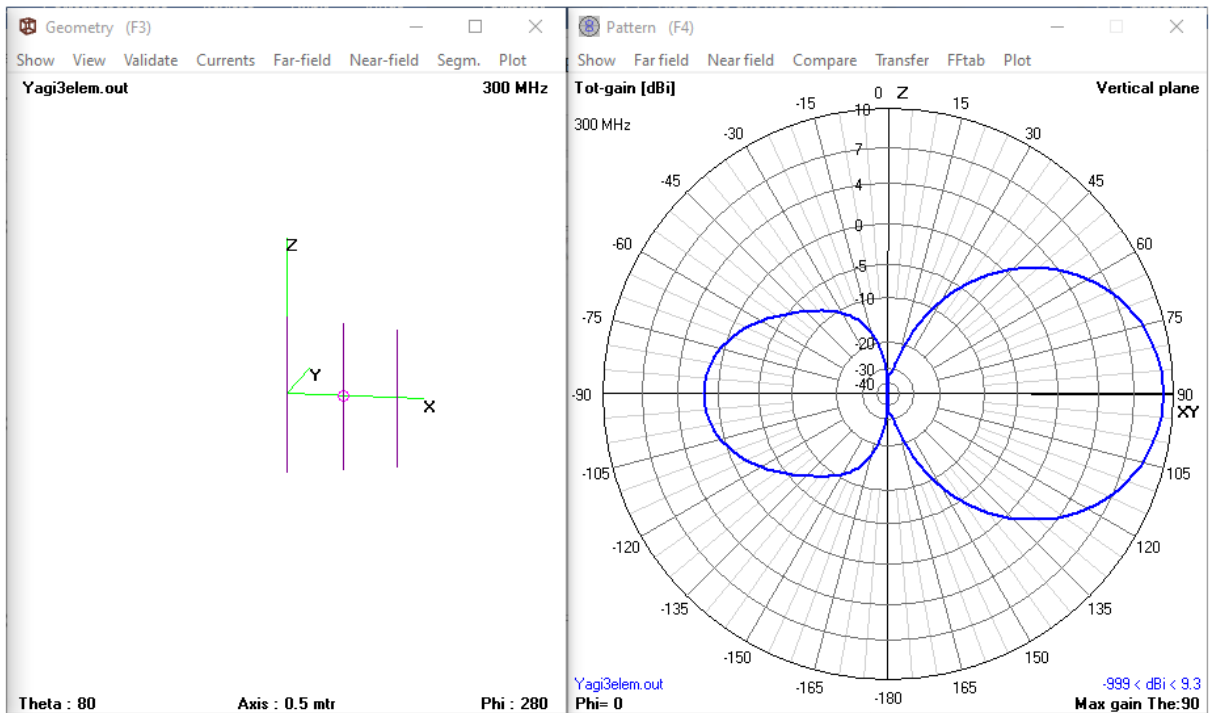 Geometry (F3)
Show View Validate Currents Far-field Near-field Segm. Plot
Yagi3elem.out 300 MHz
Z
Y
X
Theta : 80 Axis : 0.5 mtr Phi : 280
Pattern (F4)
Show Far field Near field Compare Transfer FFtab Plot
Tot-gain [dBi] 0 Z Vertical plane
-15 10 15
300 MHz
-30 7 30
-45 4 45
0
-60 60
-5
-10
-75 75
-20
-30
-40
-90 90
XY
-105 105
-120 120
-135 135
-150 150
-165 165
-180
Yagi3elem.out -999 < dBi < 9.3
Phi= 0 Max gain The:90